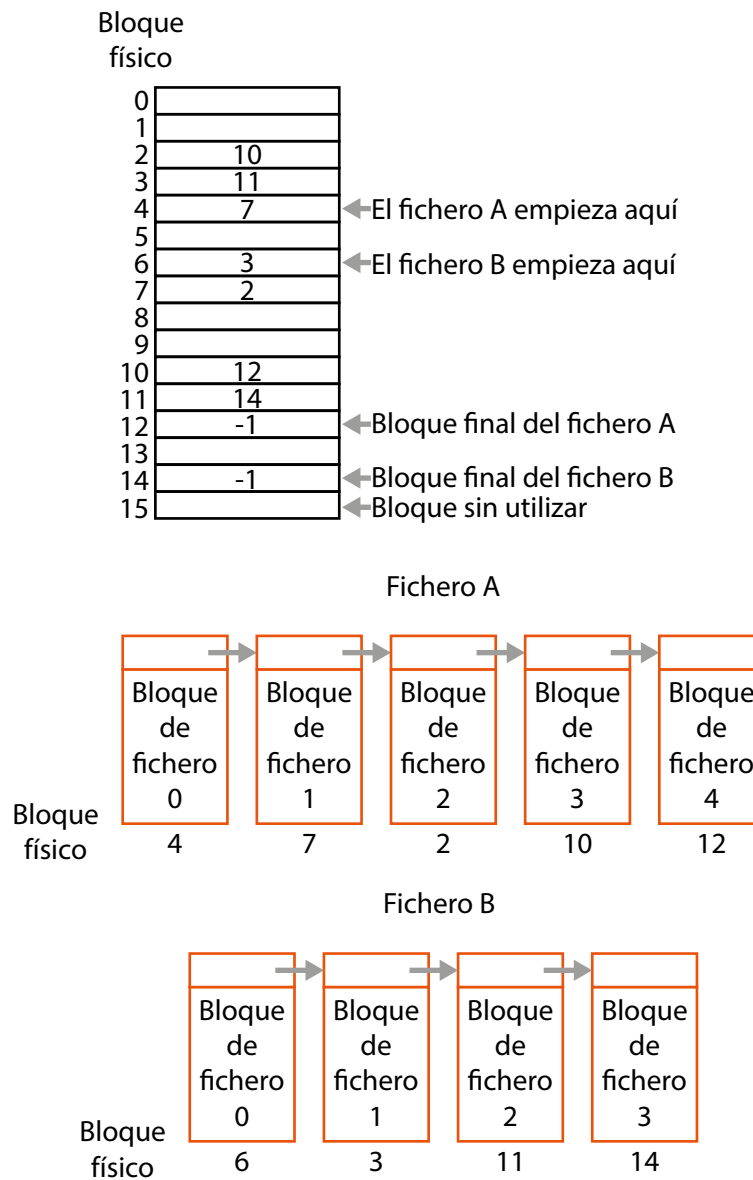 Bloque
físico
0
1
2 10
3 11
4 7 El fichero A empieza aquí
5
6 3 El fichero B empieza aquí
7 2
8
9
10 12
11 14
12 -1 Bloque final del fichero A
13
14 -1 Bloque final del fichero B
15 Bloque sin utilizar
Fichero A
Bloque Bloque Bloque Bloque Bloque
de de de de de
fichero fichero fichero fichero fichero
0 1 2 3 4
Bloque
físico
4 7 2 10 12
Fichero B
Bloque Bloque Bloque Bloque
de de de de
fichero fichero fichero fichero
0 1 2 3
Bloque
físico
6 3 11 14